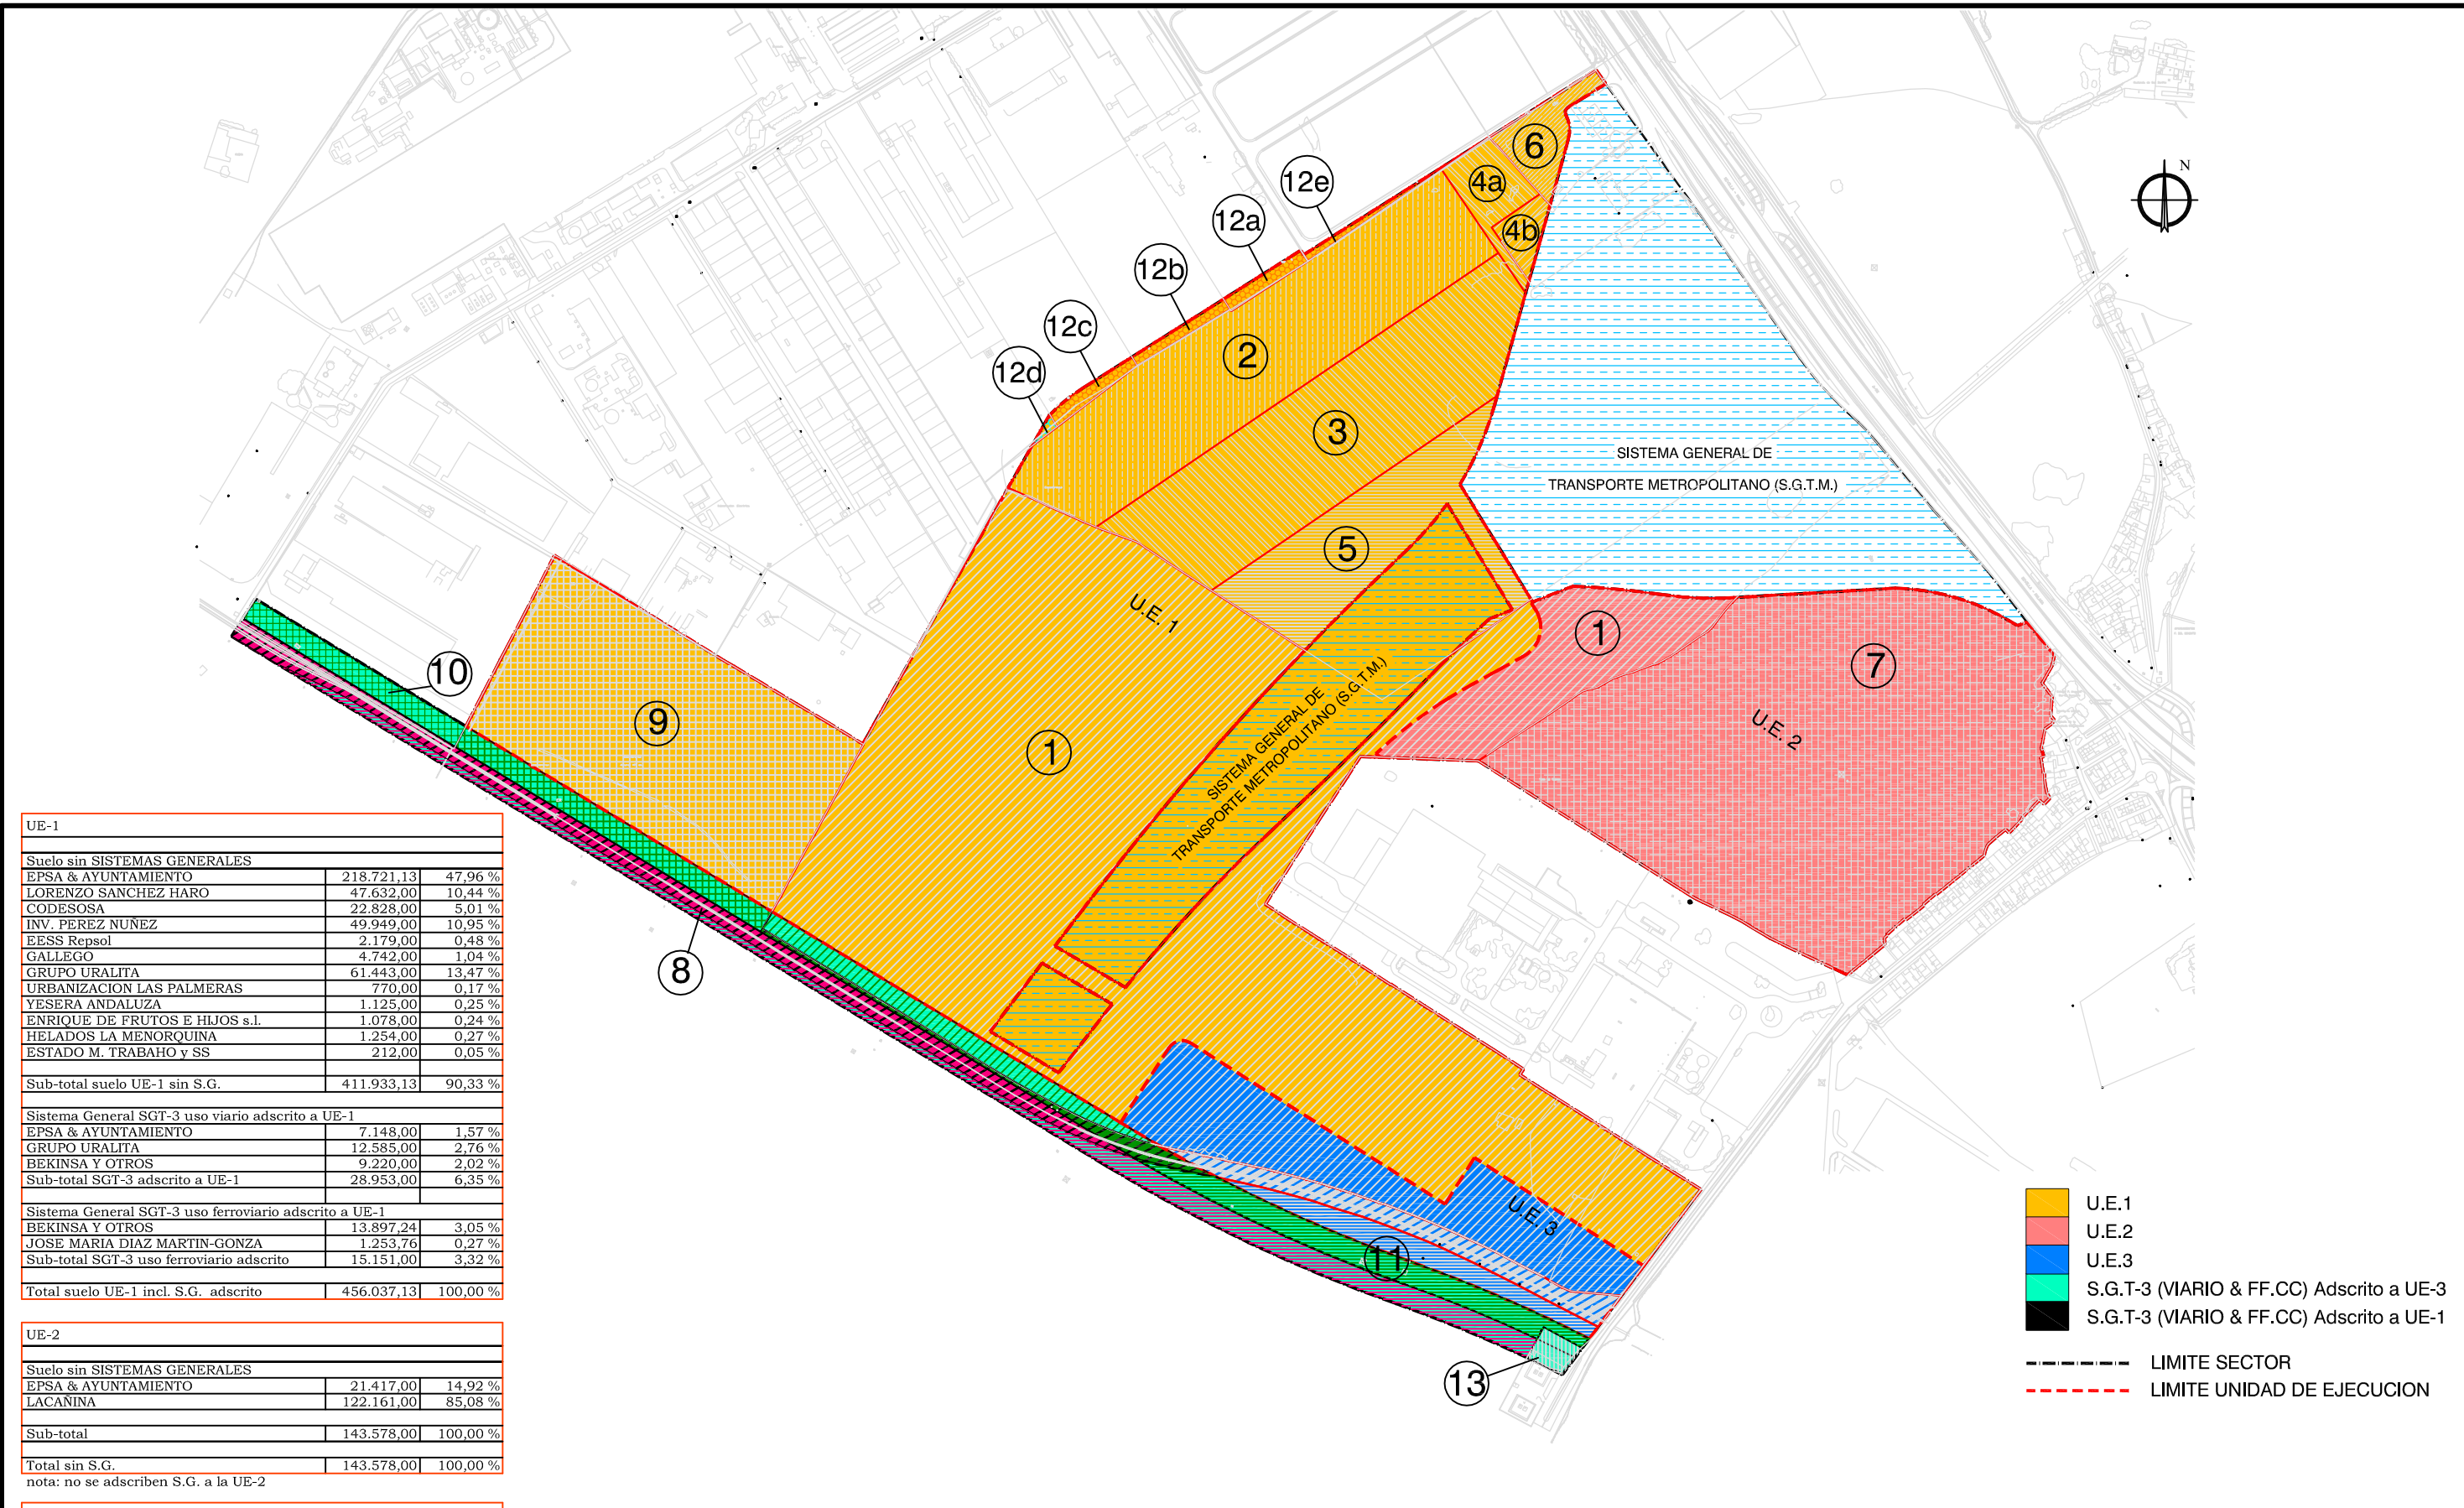 N
6
4a
4b
12e
12a
12b
12c
12d
2
3
SISTEMA GENERAL DE
TRANSPORTE METROPOLITANO (S.G.T.M.)
5
U.E. 1
1
7
U.E. 2
10
9
1
SISTEMA GENERAL DE
TRANSPORTE METROPOLITANO (S.G.T.M.)
8
U.E. 3
11
13
UE-1
Suelo sin SISTEMAS GENERALES
EPSA & AYUNTAMIENTO 218.721,13 47,96 %
LORENZO SANCHEZ HARO 47.632,00 10,44 %
CODESOSA 22.828,00 5,01 %
INV. PEREZ NUÑEZ 49.949,00 10,95 %
EESS Repsol 2.179,00 0,48 %
GALLEGO 4.742,00 1,04 %
GRUPO URALITA 61.443,00 13,47 %
URBANIZACION LAS PALMERAS 770,00 0,17 %
YESERA ANDALUZA 1.125,00 0,25 %
ENRIQUE DE FRUTOS E HIJOS s.l. 1.078,00 0,24 %
HELADOS LA MENORQUINA 1.254,00 0,27 %
ESTADO M. TRABAHO y SS 212,00 0,05 %
Sub-total suelo UE-1 sin S.G. 411.933,13 90,33 %
Sistema General SGT-3 uso viario adscrito a UE-1
EPSA & AYUNTAMIENTO 7.148,00 1,57 %
GRUPO URALITA 12.585,00 2,76 %
BEKINSA Y OTROS 9.220,00 2,02 %
Sub-total SGT-3 adscrito a UE-1 28.953,00 6,35 %
Sistema General SGT-3 uso ferroviario adscrito a UE-1
BEKINSA Y OTROS 13.897,24 3,05 %
JOSE MARIA DIAZ MARTIN-GONZA 1.253,76 0,27 %
Sub-total SGT-3 uso ferroviario adscrito 15.151,00 3,32 %
Total suelo UE-1 incl. S.G. adscrito 456.037,13 100,00 %
UE-2
Suelo sin SISTEMAS GENERALES
EPSA & AYUNTAMIENTO 21.417,00 14,92 %
LACAÑINA 122.161,00 85,08 %
Sub-total 143.578,00 100,00 %
Total sin S.G. 143.578,00 100,00 %
nota: no se adscriben S.G. a la UE-2
U.E.1
U.E.2
U.E.3
S.G.T-3 (VIARIO & FF.CC) Adscrito a UE-3
S.G.T-3 (VIARIO & FF.CC) Adscrito a UE-1
LIMITE SECTOR
LIMITE UNIDAD DE EJECUCION